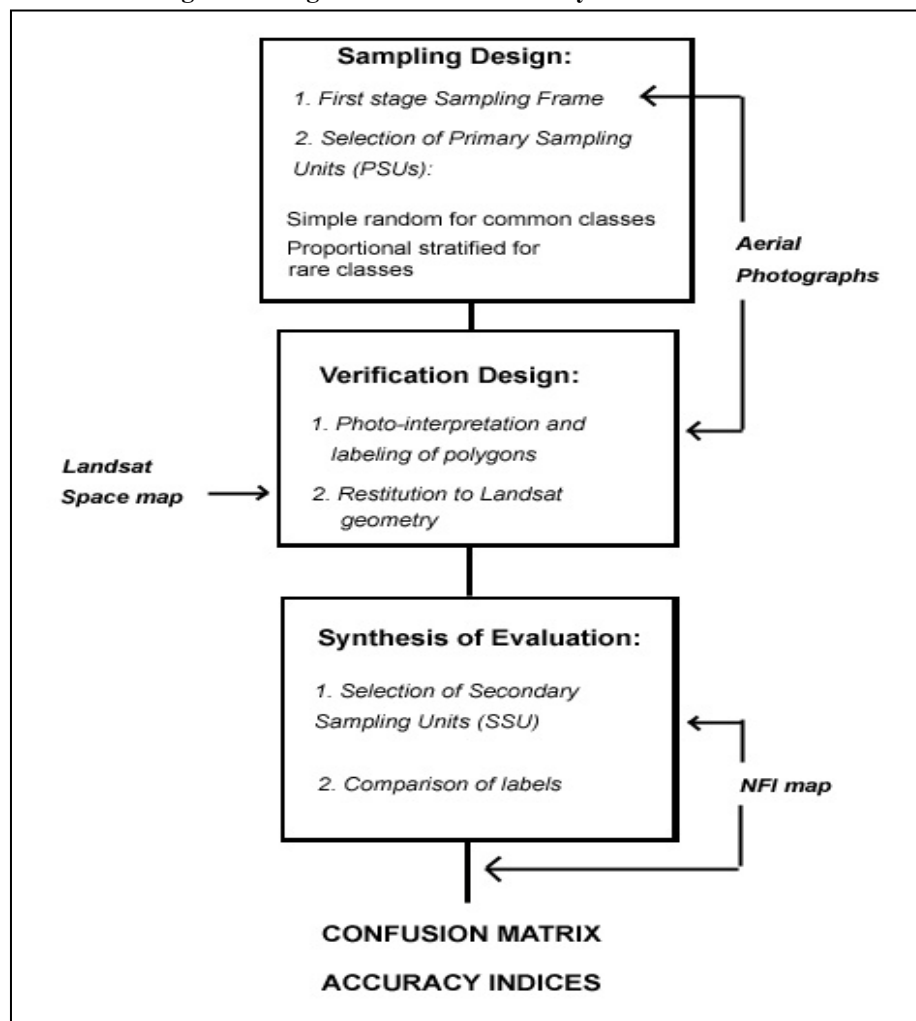 Sampling Design:
1. First stage Sampling Frame
2. Selection of Primary Sampling
Units (PSUs):
Simple random for common classes
Proportional stratified for
rare classes
Aerial
Photographs
Verification Design:
1. Photo-interpretation and
labeling of polygons
2. Restitution to Landsat
geometry
Landsat
Space map
Synthesis of Evaluation:
1. Selection of Secondary
Sampling Units (SSU)
2. Comparison of labels
NFI map
CONFUSION MATRIX
ACCURACY INDICES